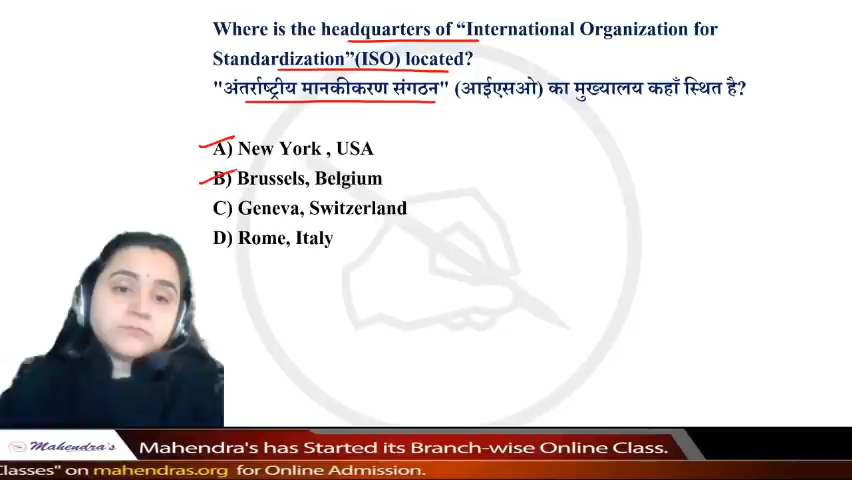 Where is the headquarters of “International Organization for
Standardization”(ISO) located?
"अंतर्राष्ट्रीय मानकीकरण संगठन" (आईएसओ) का मुख्यालय कहाँ स्थित है?
A) New York , USA
B) Brussels, Belgium
C) Geneva, Switzerland
D) Rome, Italy
Mahendra's
Mahendra's has Started its Branch-wise Online Class.
Classes" on mahendras.org for Online Admission.